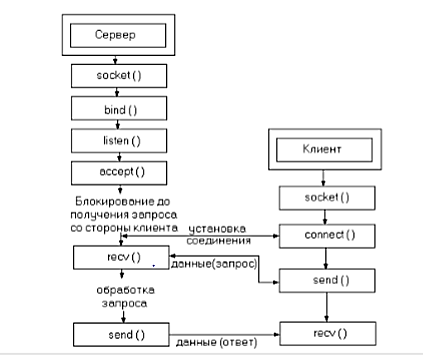 Сервер
socket()
bind()
listen()
accept()
Блокирование до
получения запроса
со стороны клиента
recv()
обработка
запроса
send()
установка
соединения
данные(запрос)
данные (ответ)
Клиент
socket()
connect()
send()
recv()